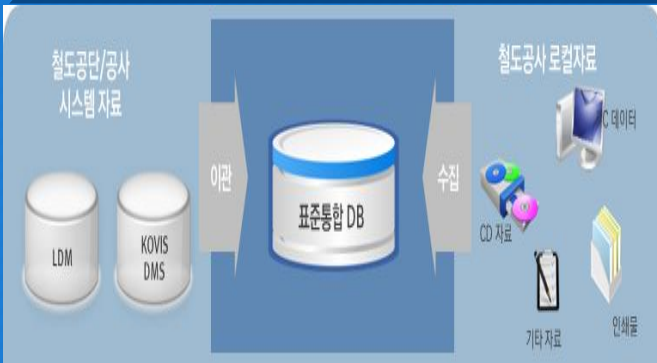 철도공단/공사
시스템 자료
LDM
KOVIS
DMS
이관
표준통합 DB
수집
철도공사 로컬자료
C 데이터
CD 자료
기타 자료
인쇄물